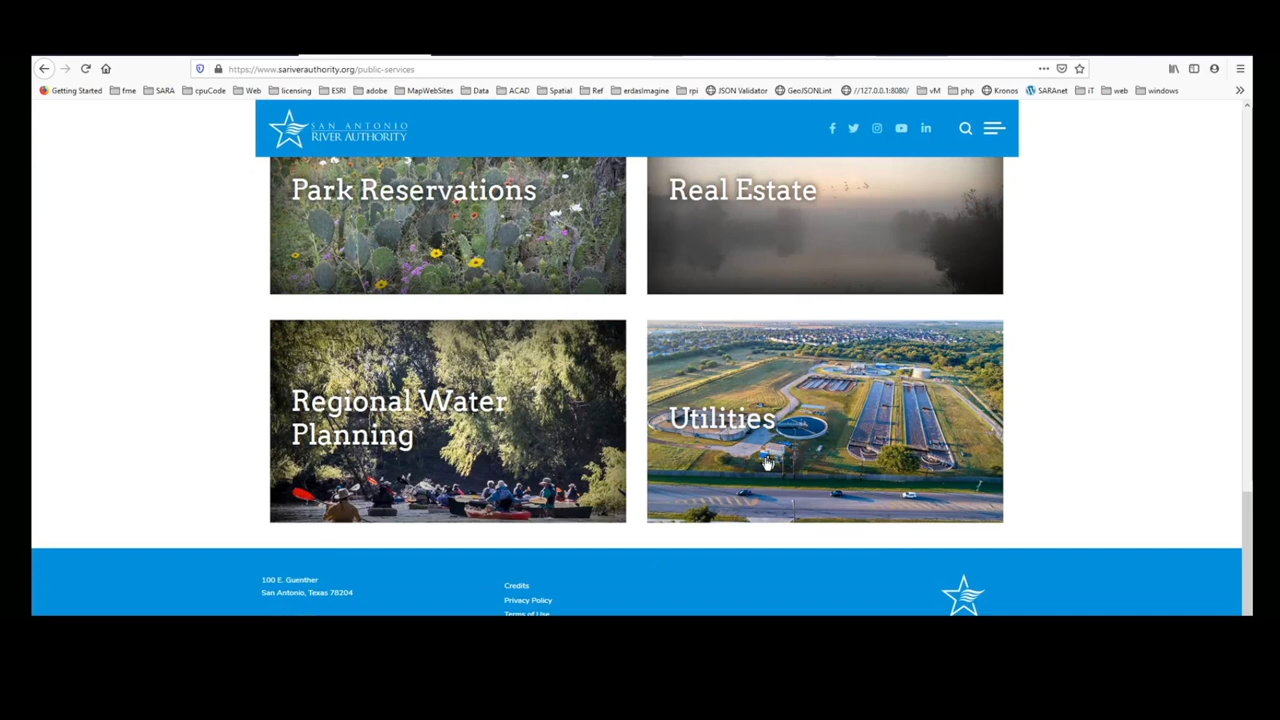 https://www.sariverauthority.org/public-services
Getting Started fme SARA cpuCode Web licensing ESRI adobe MapWebSites Data ACAD Spatial Ref erdasImagine rpi JSON Validator GeoJSONLint //127.0.0.1:8080/ vM php Kronos SARAnet iT web windows
SAN ANTONIO
RIVER AUTHORITY
Park Reservations
Real Estate
Regional Water
Planning
Utilities
100 E. Guenther
San Antonio, Texas 78204
Credits
Privacy Policy
Terms of Use